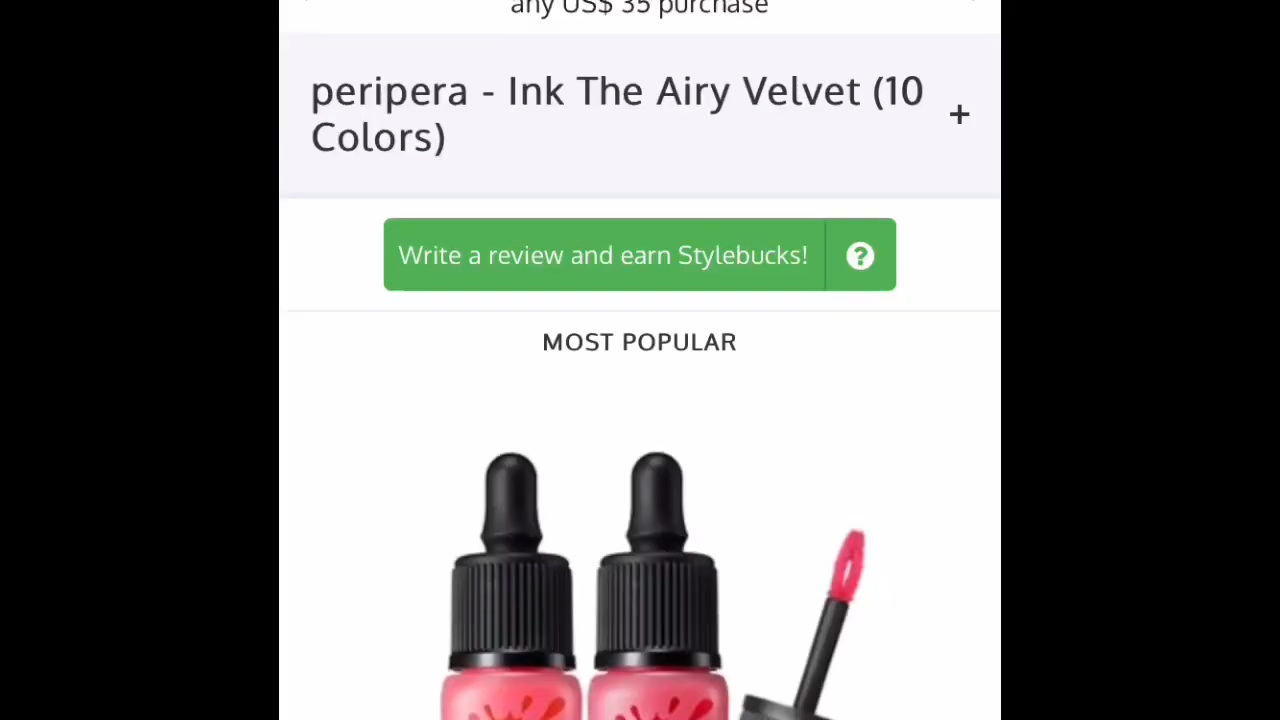 any US$ 35 purchase
peripera - Ink The Airy Velvet (10
Colors)
+
Write a review and earn Stylebucks!
?
MOST POPULAR